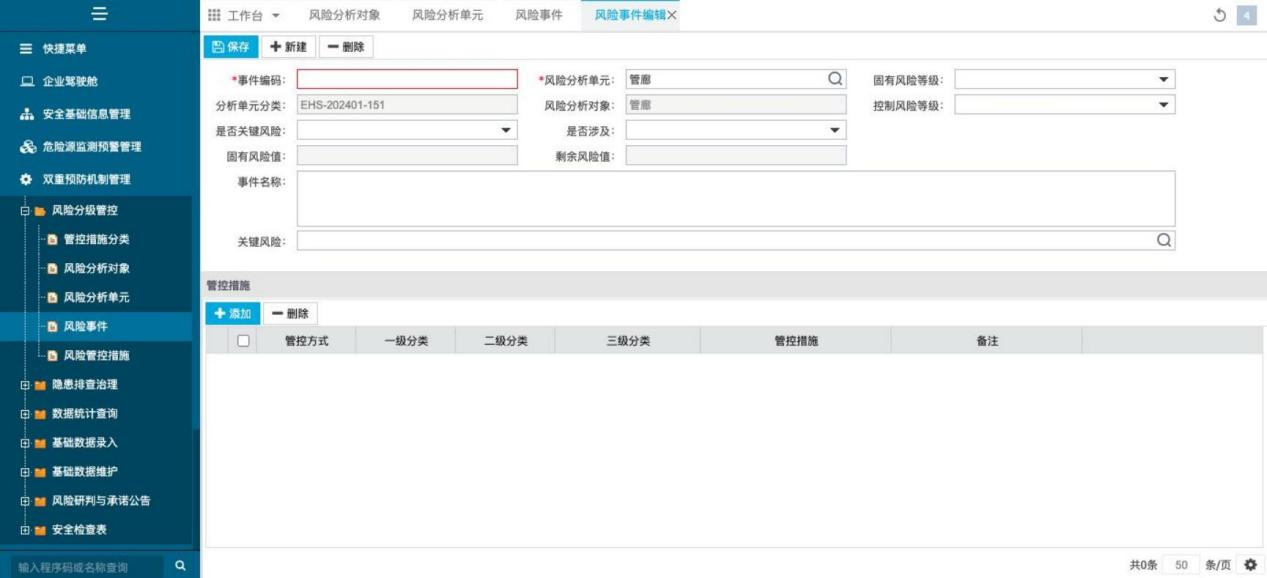 工作台 风险分析对象 风险分析单元 风险事件 风险事件编辑 4
快捷菜单
企业驾驶舱
安全基础信息管理
危险源监测预警管理
双重预防机制管理
风险分级管控
管控措施分类
风险分析对象
风险分析单元
风险事件
风险管控措施
隐患排查治理
数据统计查询
基础数据录入
基础数据维护
风险研判与承诺公告
安全检查表
输入程序码或名称查询
保存 新建 删除
*事件编码: *风险分析单元: 管廊 固有风险等级:
分析单元分类: EHS-202401-151 风险分析对象: 管廊 控制风险等级:
是否关键风险: 是否涉及:
固有风险值: 剩余风险值:
事件名称:
关键风险:
管控措施
添加 删除
管控方式 一级分类 二级分类 三级分类 管控措施 备注
共0条 50 条/页